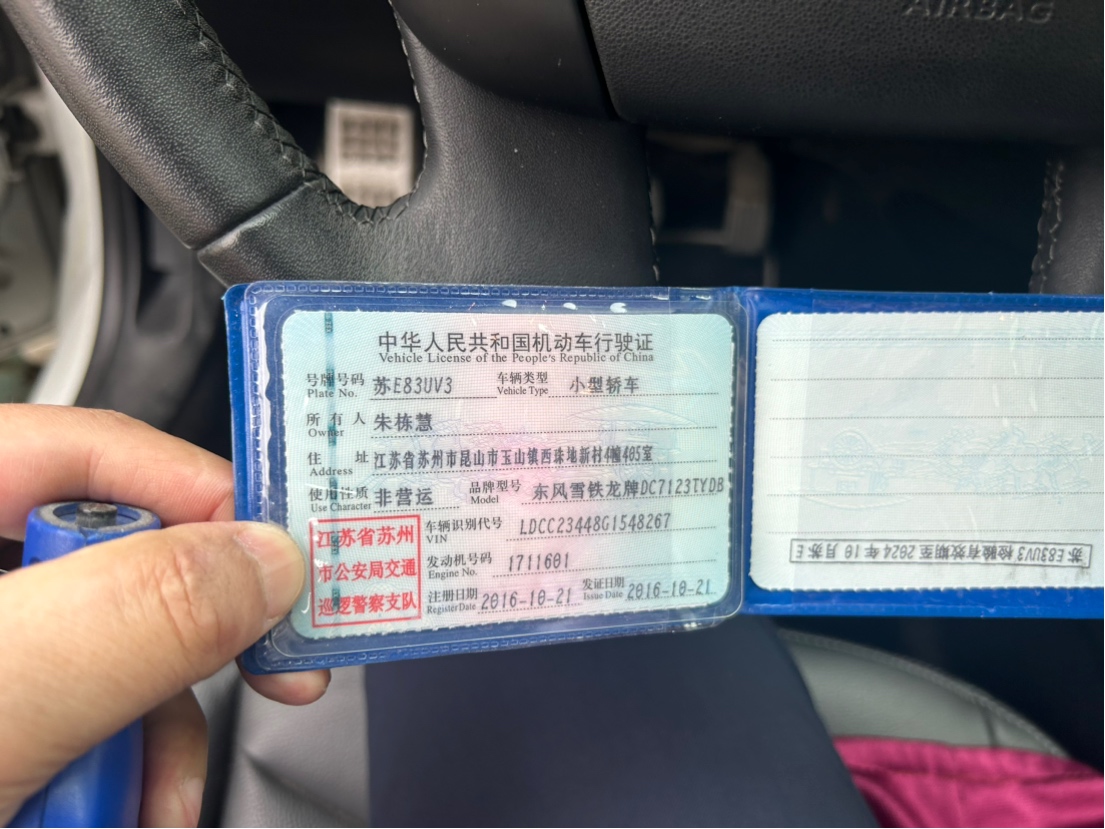 AIRBAG
中华人民共和国机动车行驶证
Vehicle License of the People's Republic of China
号牌号码 苏E83UV3 车辆类型 小型轿车
Plate No. Vehicle Type
所有人 朱栋慧
Owner
住址 江苏省苏州市昆山市玉山镇西珠地新村4幢405室
Address
使用性质 非营运 品牌型号 东风雪铁龙牌DC7123TYDB
Use Character Model
江苏省苏州
市公安局交通
巡逻警察支队
车辆识别代号 LDCC23448G1548267
VIN
发动机号码 1711601
Engine No.
注册日期 2016-10-21 发证日期 2016-10-21
Register Date Issue Date
苏E83UV3 检验有效期至2024年10月苏E